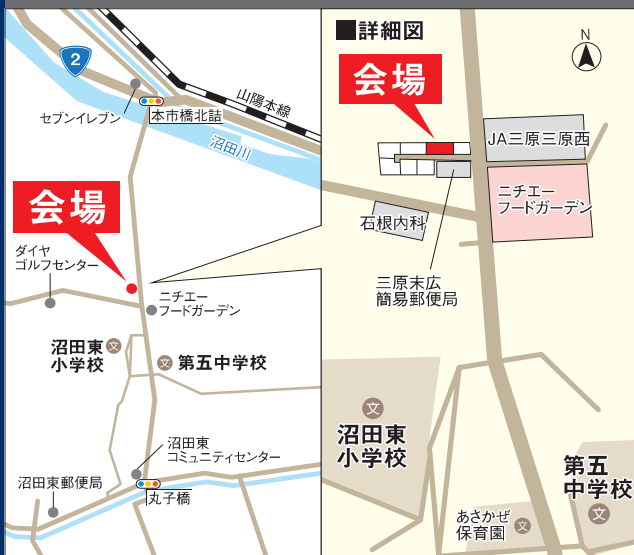 2
セブンイレブン
本市橋北詰
山陽本線
沼田川
会場
ダイヤ
ゴルフセンター
ニチエー
フードガーデン
沼田東
小学校
文
文
第五中学校
沼田東
コミュニティセンター
沼田東郵便局
丸子橋
■詳細図
N
会場
JA三原三原西
ニチエー
フードガーデン
石根内科
三原末広
簡易郵便局
文
沼田東
小学校
第五
中学校
文
あさかぜ
保育園
文